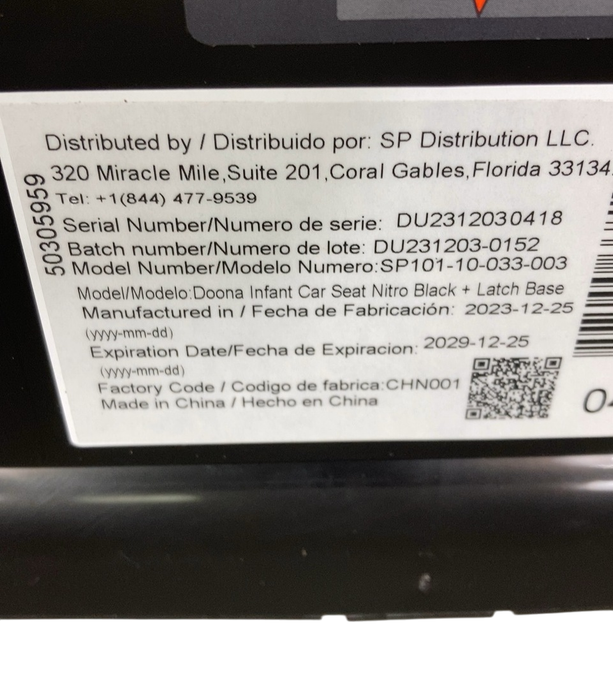 Distributed by / Distribuido por: SP Distribution LLC.
320 Miracle Mile,Suite 201,Coral Gables,Florida 33134
Tel: +1(844) 477-9539
Serial Number/Numero de serie: DU2312030418
Batch number/Numero de lote: DU231203-0152
Model Number/Modelo Numero:SP101-10-033-003
Model/Modelo:Doona Infant Car Seat Nitro Black + Latch Base
Manufactured in / Fecha de Fabricación: 2023-12-25
(yyyy-mm-dd)
Expiration Date/Fecha de Expiracion: 2029-12-25
(yyyy-mm-dd)
Factory Code / Codigo de fabrica:CHN001
Made in China / Hecho en China
50305959